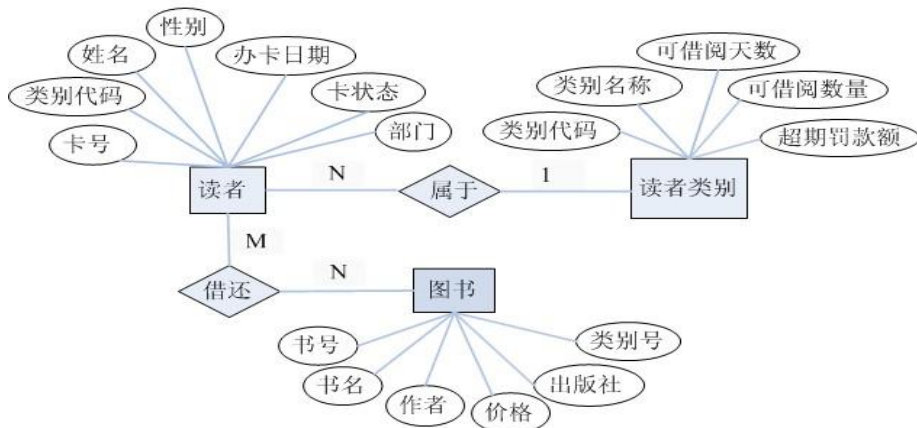 性别
姓名
办卡日期
类别代码
卡状态
卡号
部门
可借阅天数
类别名称
可借阅数量
类别代码
超期罚款额
读者
N
属于
1
读者类别
M
借还
N
图书
书号
书名
作者
价格
出版社
类别号